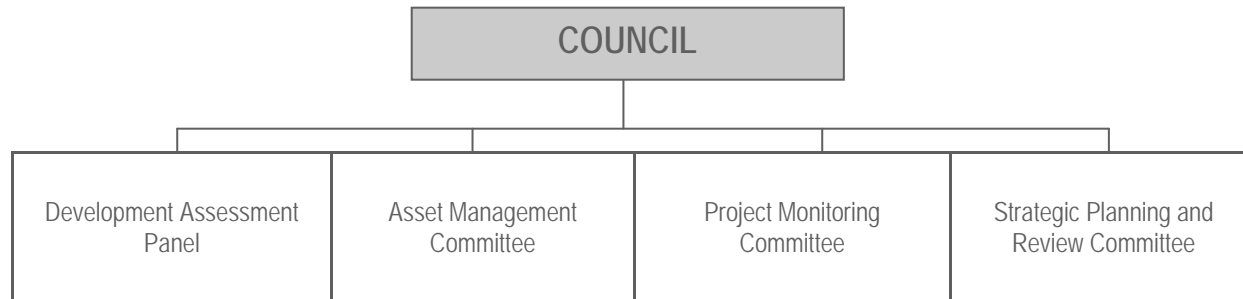 COUNCIL
Development Assessment
Panel
Asset Management
Committee
Project Monitoring
Committee
Strategic Planning and
Review Committee